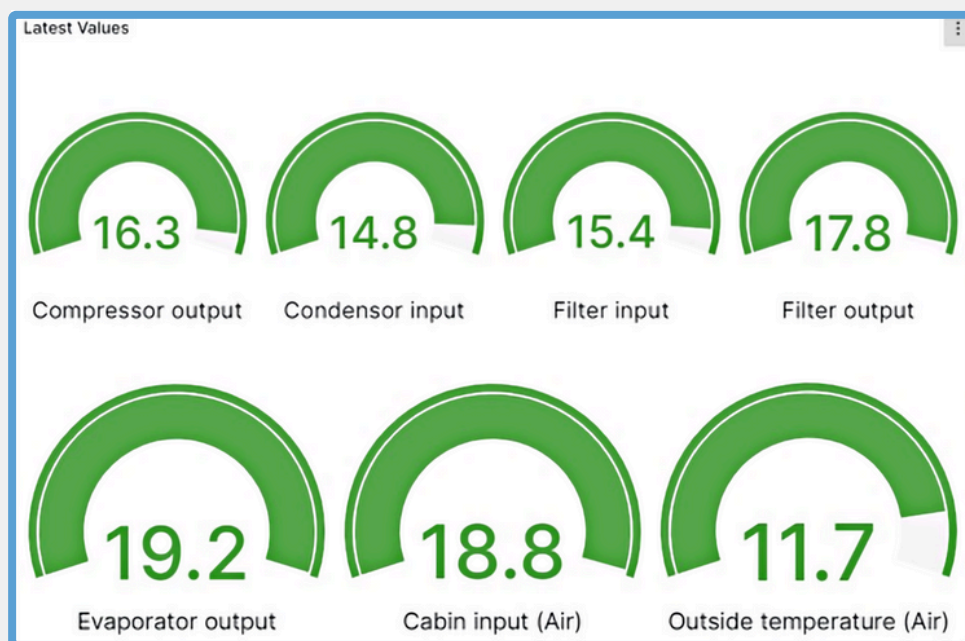 Latest Values
16.3 14.8 15.4 17.8
Compressor output Condensor input Filter input Filter output
19.2 18.8 11.7
Evaporator output Cabin input (Air) Outside temperature (Air)